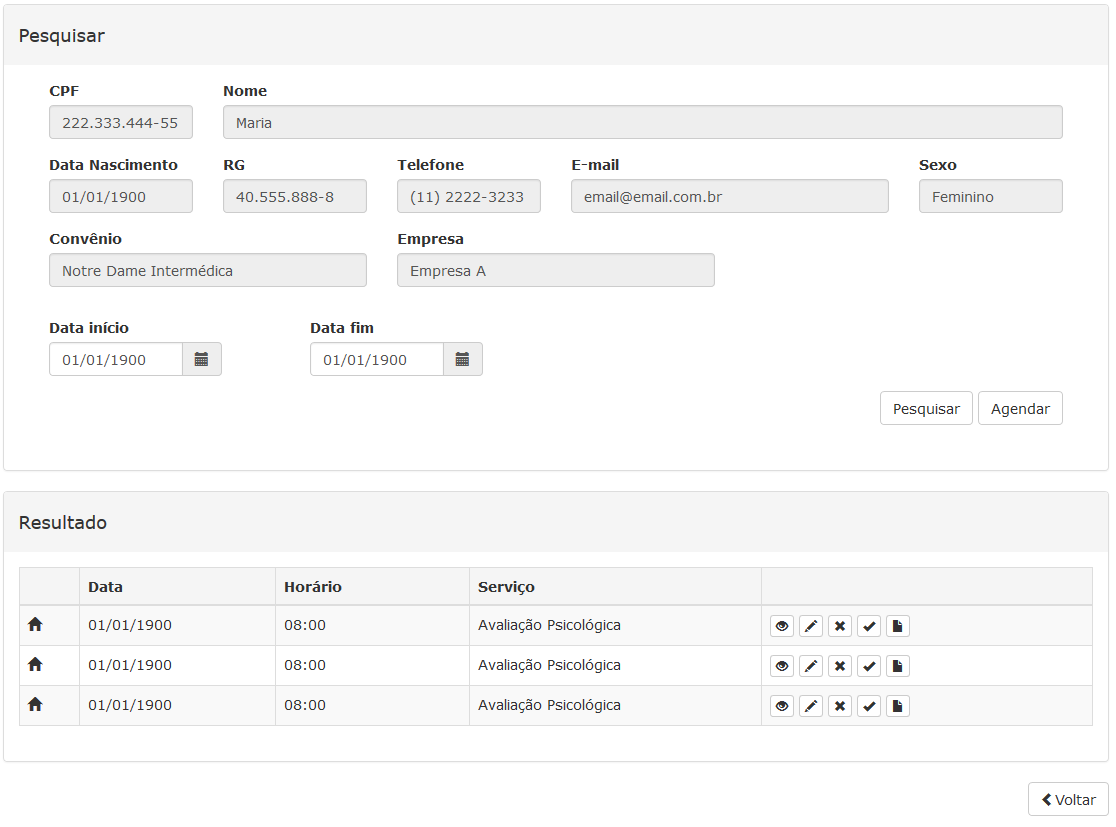 Pesquisar
CPF Nome
222.333.444-55 Maria
Data Nascimento RG Telefone E-mail Sexo
01/01/1900 40.555.888-8 (11) 2222-3233 email@email.com.br Feminino
Convênio Empresa
Notre Dame Intermédica Empresa A
Data início Data fim
01/01/1900 01/01/1900
Pesquisar Agendar
Resultado
Data Horário Serviço
01/01/1900 08:00 Avaliação Psicológica
01/01/1900 08:00 Avaliação Psicológica
01/01/1900 08:00 Avaliação Psicológica
Voltar